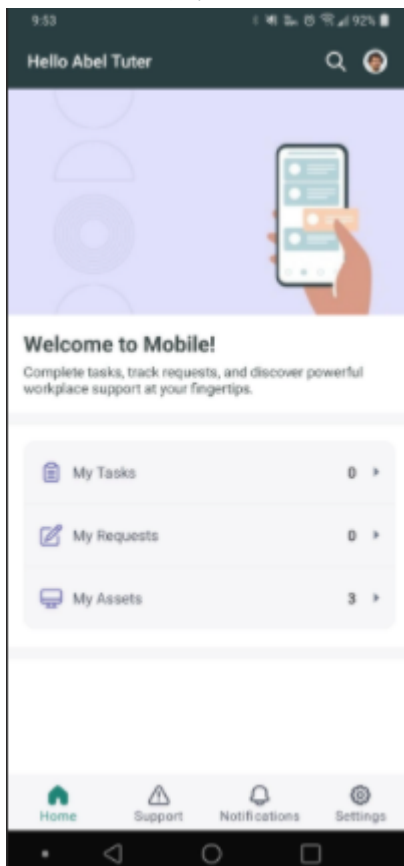 9:53
92%
Hello Abel Tuter
Welcome to Mobile!
Complete tasks, track requests, and discover powerful
workplace support at your fingertips.
My Tasks 0
My Requests 0
My Assets 3
Home Support Notifications Settings